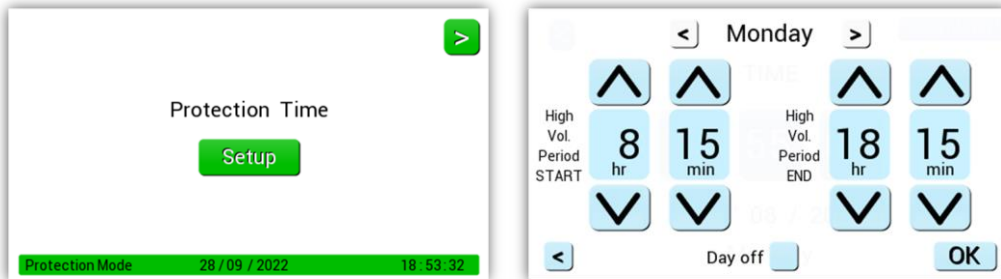 >
Protection Time
Setup
Protection Mode 28 / 09 / 2022 18 : 53 : 32
< Monday >
High Vol. Period START
8 hr
15 min
High Vol. Period END
18 hr
15 min
<
Day off
OK